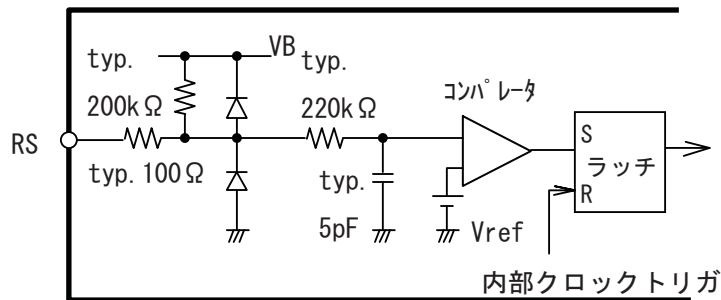 typ.
VB
typ.
200kΩ
220kΩ
コンパレータ
RS
typ.100Ω
typ.
5pF
Vref
S
ラッチ
R
内部クロックトリガ